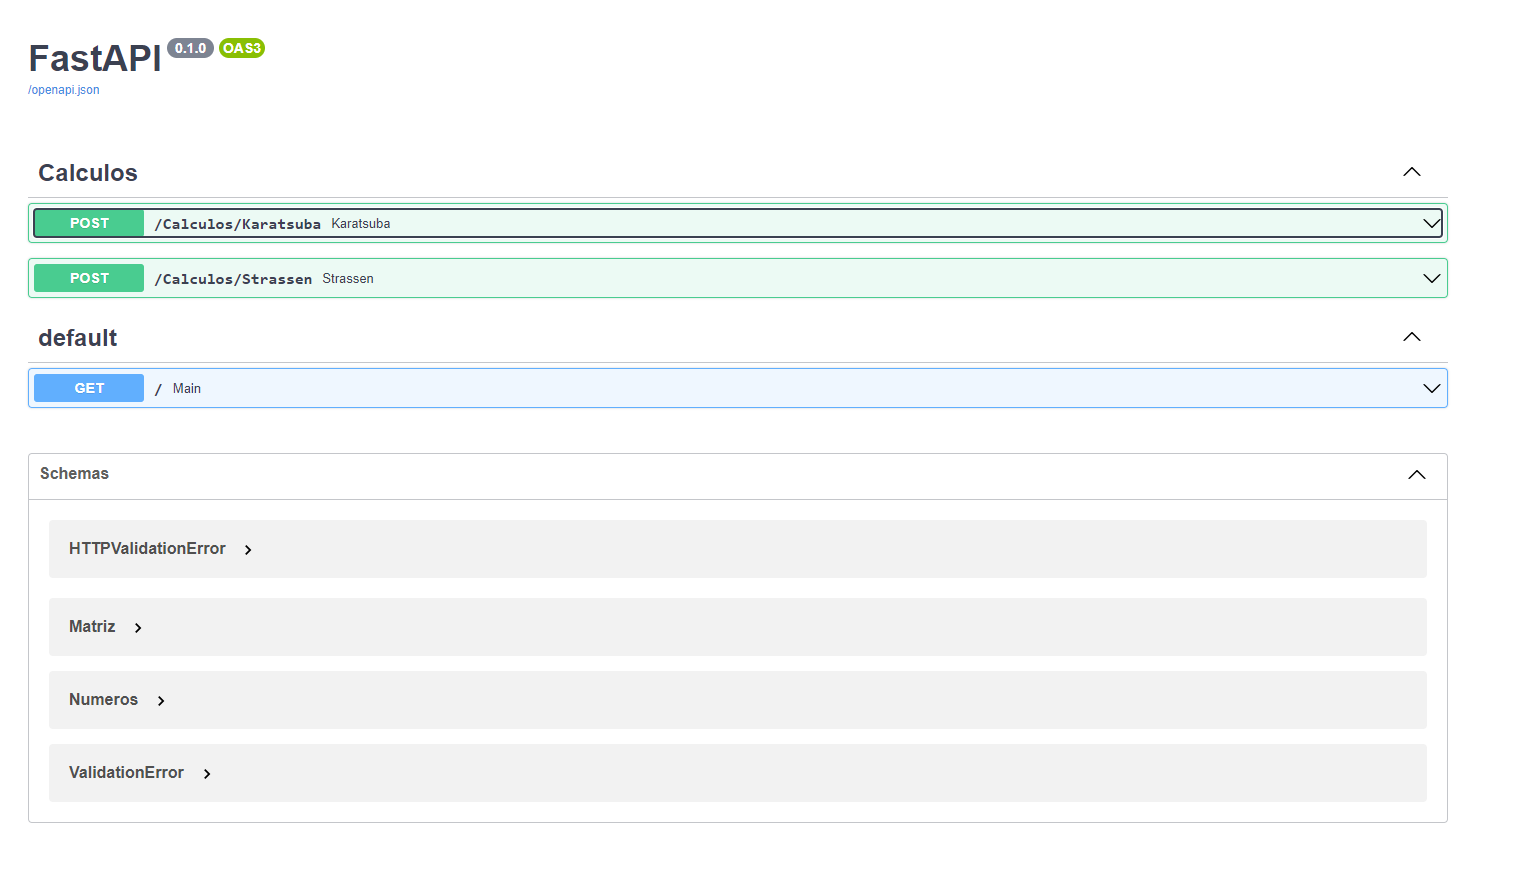 FastAPI 0.1.0 OAS3
/openapi.json
Calculos
POST /Calculos/Karatsuba Karatsuba
POST /Calculos/Strassen Strassen
default
GET / Main
Schemas
HTTPValidationError
Matriz
Numeros
ValidationError